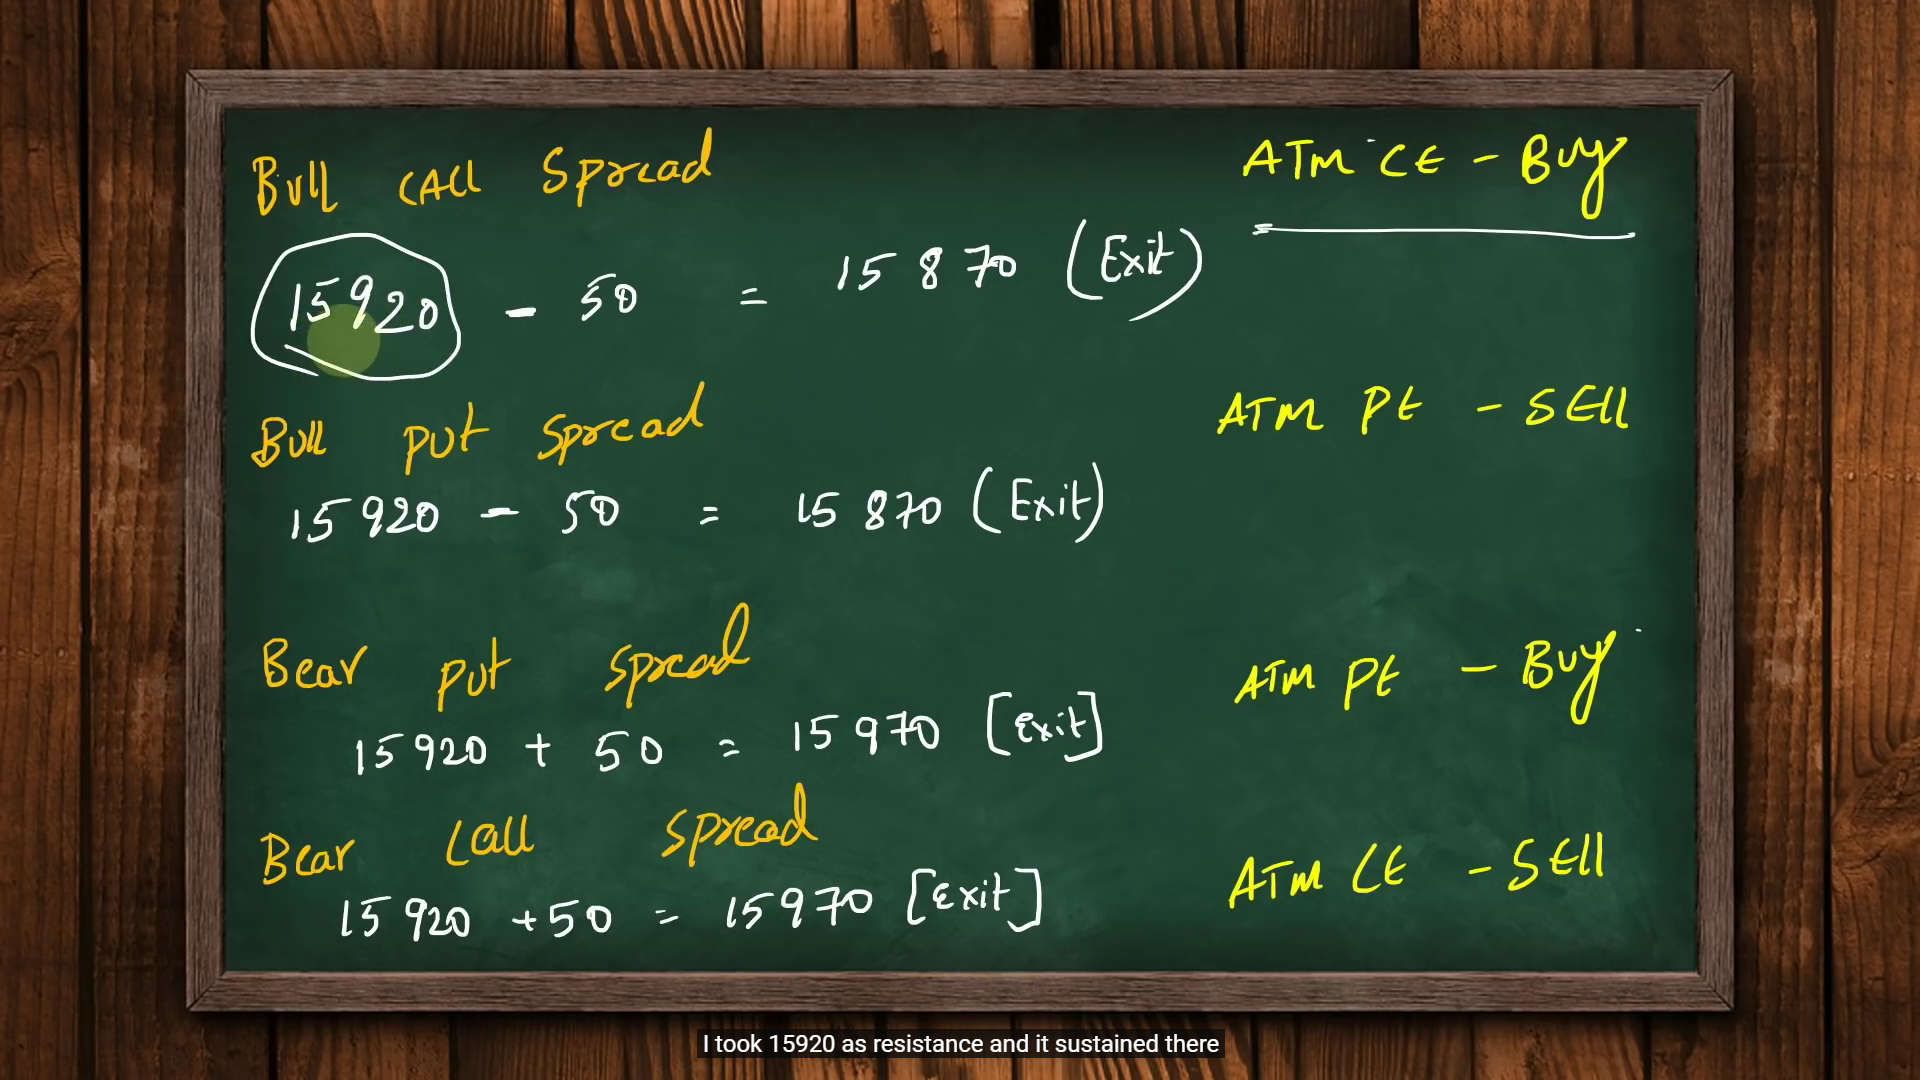 Bull CAll Spread
ATM CE - Buy
15920 - 50 = 15870 (Exit)
Bull put spread
ATM PE - SEll
15920 - 50 = 15870 (Exit)
Bear put spread
ATM PE - Buy
15920 + 50 = 15970 [Exit]
Bear call spread
ATM CE - SEll
15920 +50 = 15970 [Exit]
I took 15920 as resistance and it sustained there